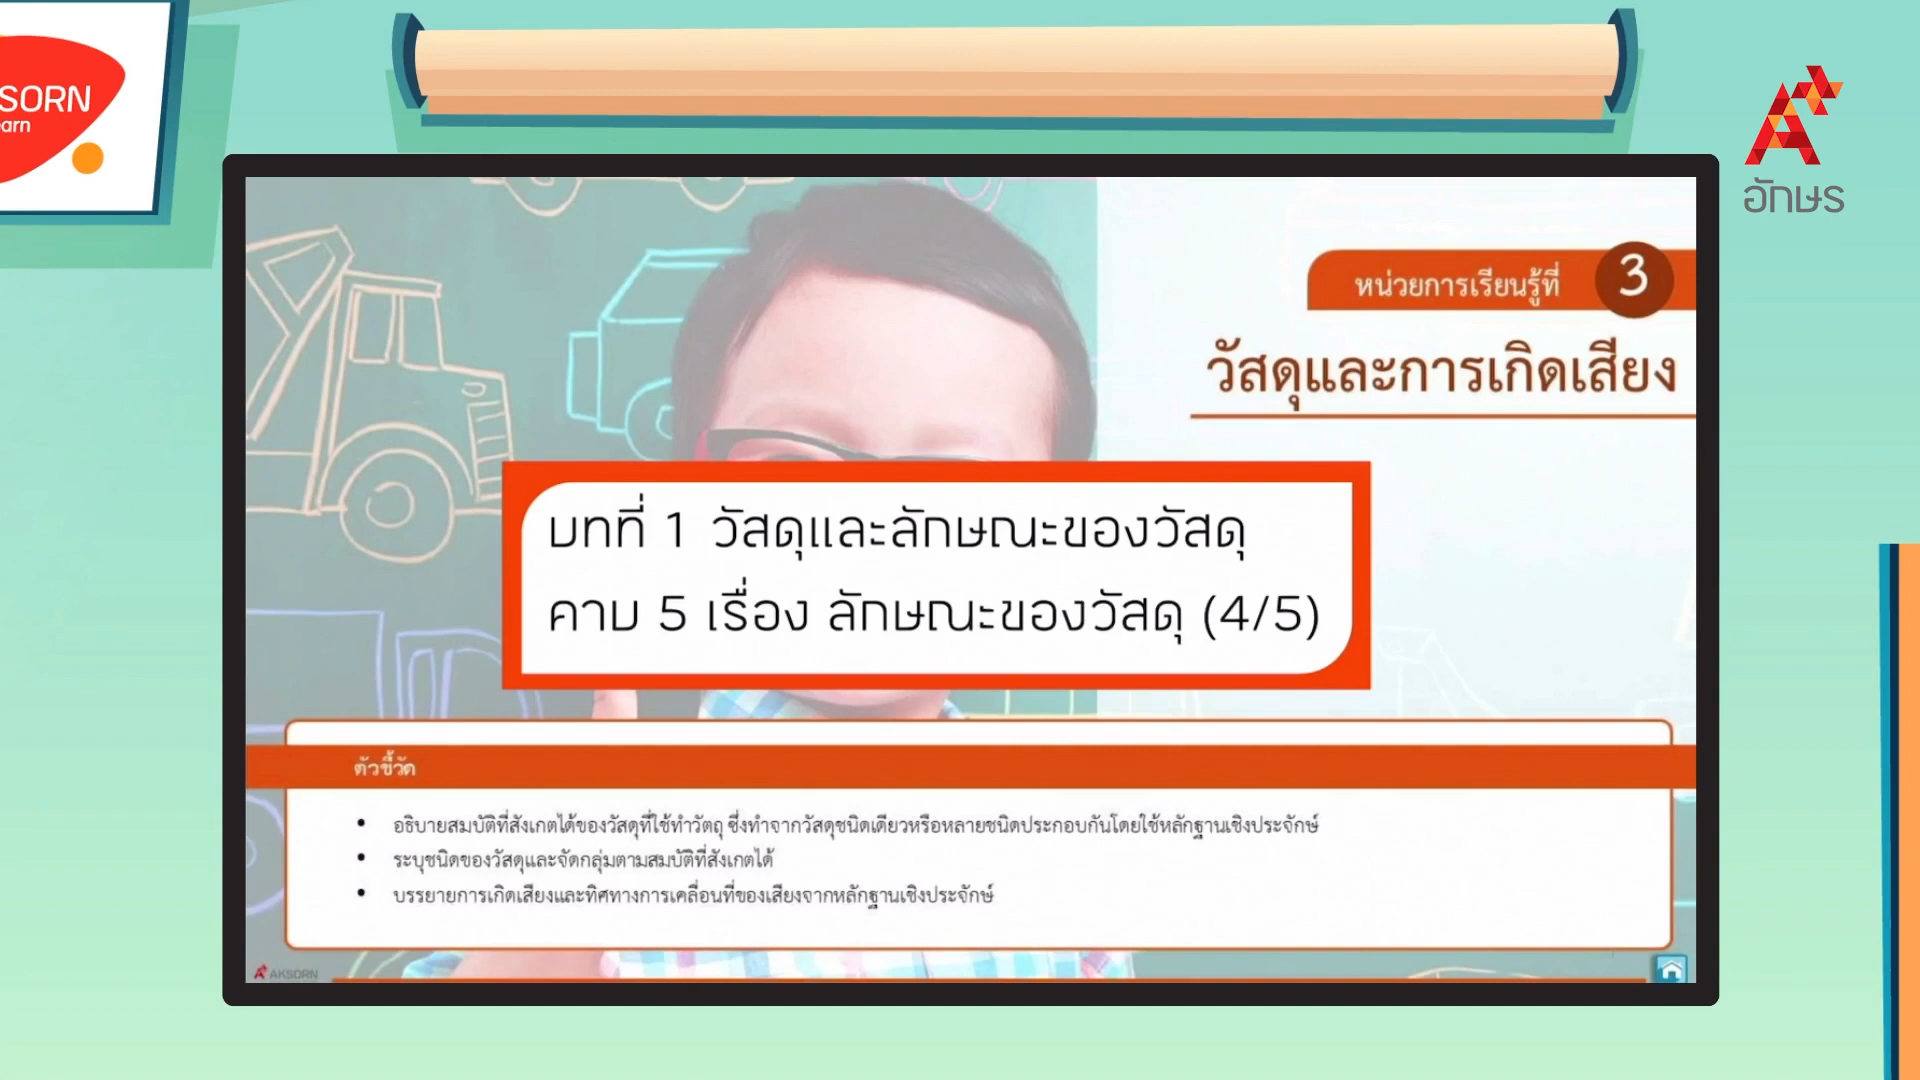 SORN
arn
อักษร
หน่วยการเรียนรู้ที่ 3
วัสดุและการเกิดเสียง
บทที่ 1 วัสดุและลักษณะของวัสดุ
คาบ 5 เรื่อง ลักษณะของวัสดุ (4/5)
ตัวชี้วัด
• อธิบายสมบัติที่สังเกตได้ของวัสดุที่ใช้ทำวัตถุ ซึ่งทำจากวัสดุชนิดเดียวหรือหลายชนิดประกอบกันโดยใช้หลักฐานเชิงประจักษ์
• ระบุชนิดของวัสดุและจัดกลุ่มตามสมบัติที่สังเกตได้
• บรรยายการเกิดเสียงและทิศทางการเคลื่อนที่ของเสียงจากหลักฐานเชิงประจักษ์
AKSORN